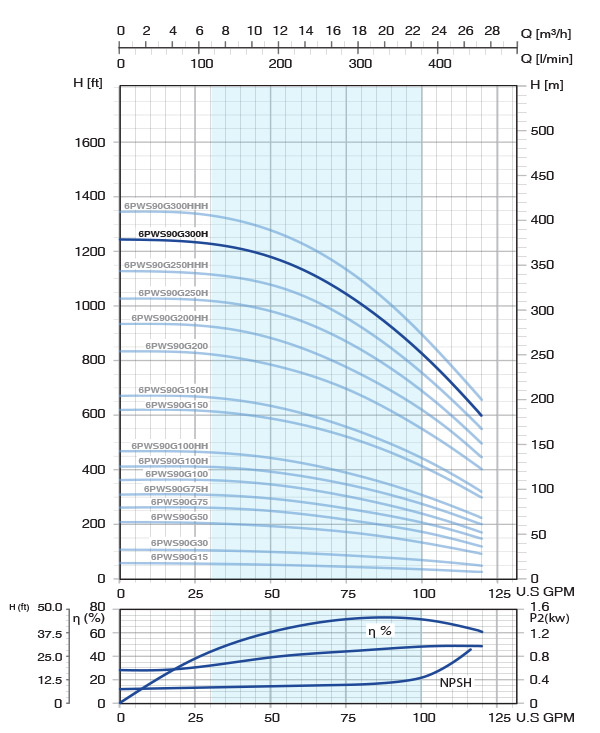 0 2 4 6 8 10 12 14 16 18 20 22 24 26 28 Q [m³/h]
0 100 200 300 400 Q [l/min]
H [ft] H [m]
1600
1400
1200
1000
800
600
400
200
0
500
450
400
350
300
250
200
150
100
50
0
6PWS90G300HHH
6PWS90G300H
6PWS90G250HHH
6PWS90G250H
6PWS90G200HH
6PWS90G200
6PWS90G150H
6PWS90G150
6PWS90G100HH
6PWS90G100H
6PWS90G100
6PWS90G75H
6PWS90G75
6PWS90G50
6PWS90G30
6PWS90G15
0 25 50 75 100 125 U.S GPM
H (ft) 50.0 80 1.6
η (%) P2(kw)
37.5 60 1.2
25.0 40 0.8
12.5 20 0.4
0 0 0
η %
NPSH
0 25 50 75 100 125 U.S GPM